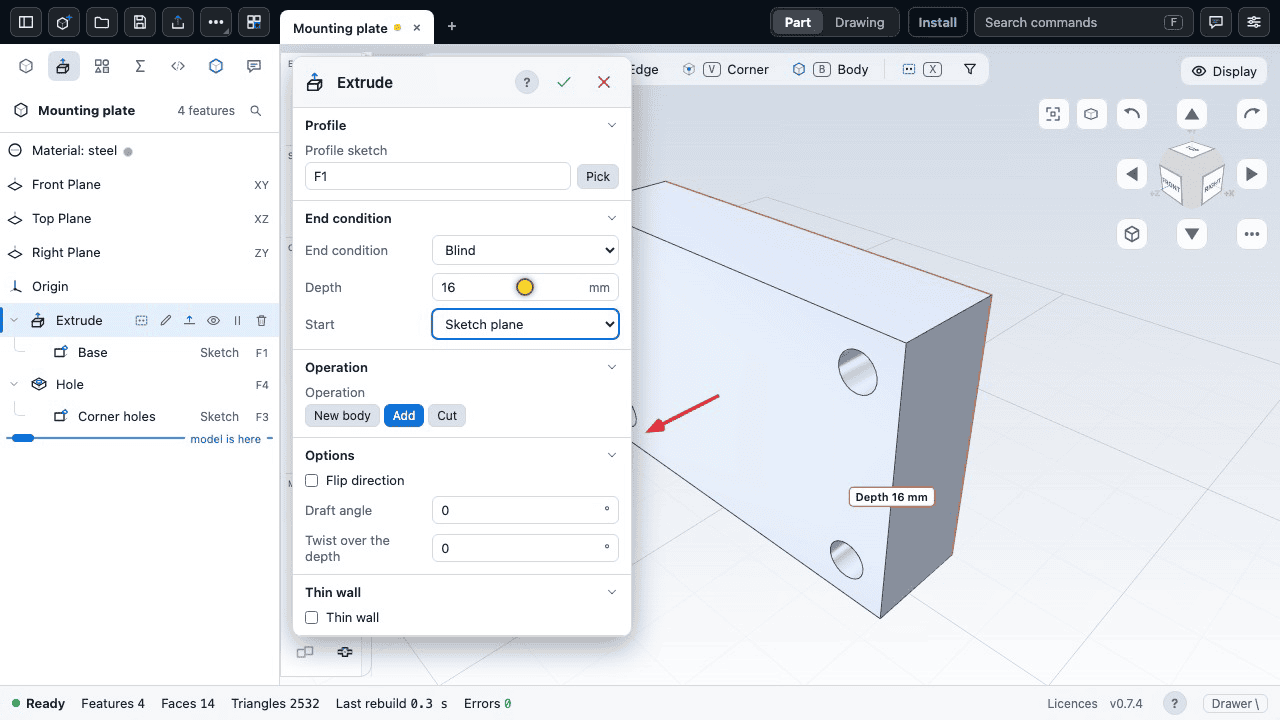 Mounting plate
Part
Drawing
Install
Search commands
F
Extrude
?
Edge
V
Corner
B
Body
X
Display
Mounting plate
4 features
Profile
Profile sketch
F1
Pick
Material: steel
Front Plane
XY
Top Plane
XZ
Right Plane
ZY
Origin
Extrude
Base
Sketch
F1
Hole
F4
Corner holes
Sketch
F3
model is here
End condition
End condition
Blind
Depth
16
mm
Start
Sketch plane
Operation
Operation
New body
Add
Cut
Options
Flip direction
Draft angle
0
°
Twist over the
depth
0
°
Thin wall
Thin wall
FRONT
RIGHT
+Z
+X
Depth 16 mm
Ready
Features 4
Faces 14
Triangles 2532
Last rebuild 0.3 s
Errors 0
Licences
v0.7.4
?
Drawer \